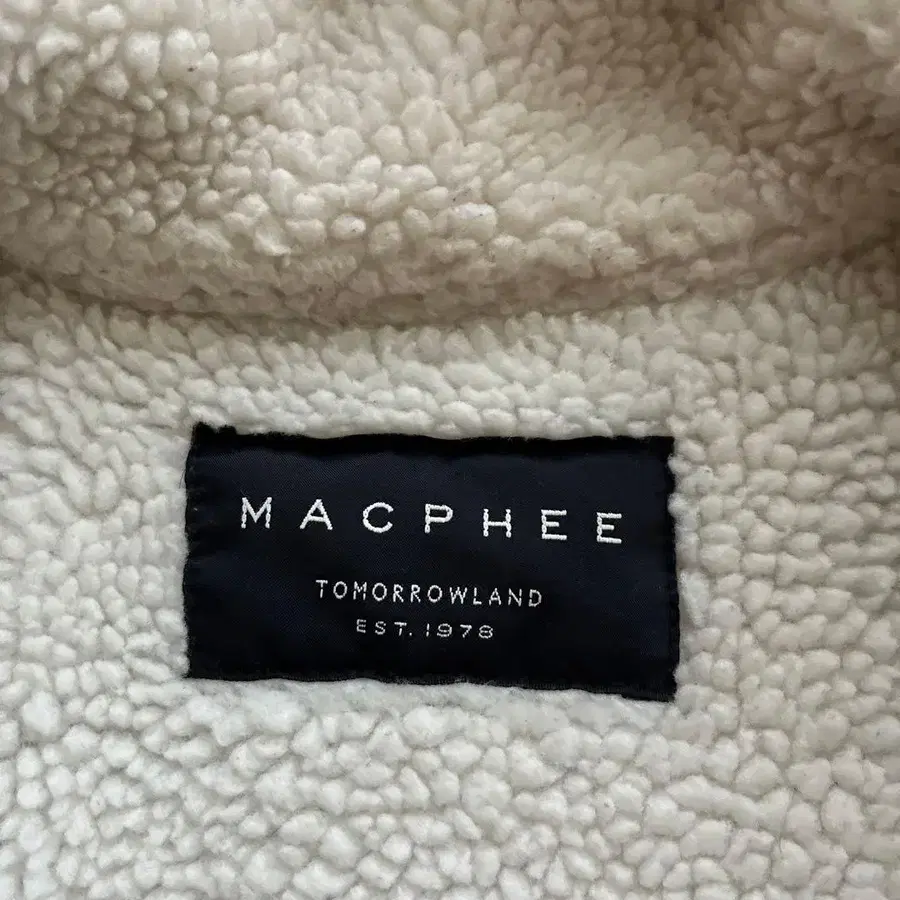 MACPHEE
TOMORROWLAND
EST. 1978